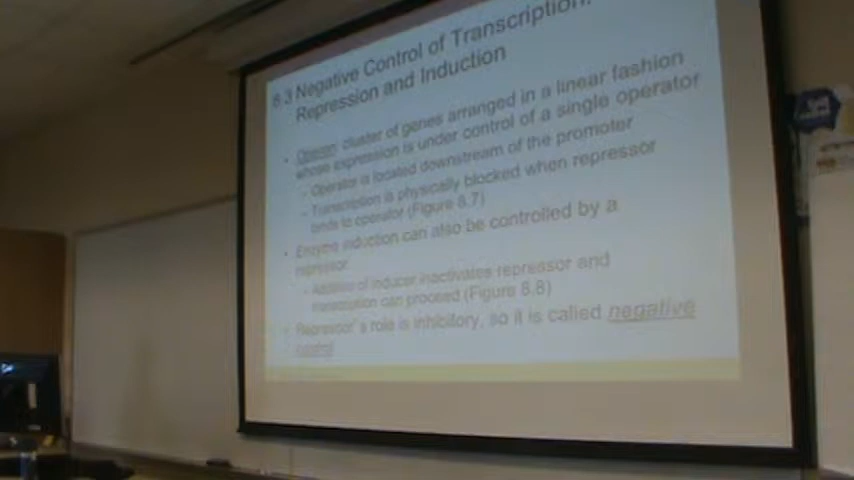 8.3 Negative Control of Transcription:
Repression and Induction
• Operon: cluster of genes arranged in a linear fashion
whose expression is under control of a single operator
- Operator is located downstream of the promoter
- Transcription is physically blocked when repressor
binds to operator (Figure 8.7)
• Enzyme induction can also be controlled by a
repressor
- Addition of inducer inactivates repressor and
transcription can proceed (Figure 8.8)
• Repressor's role is inhibitory, so it is called negative
control